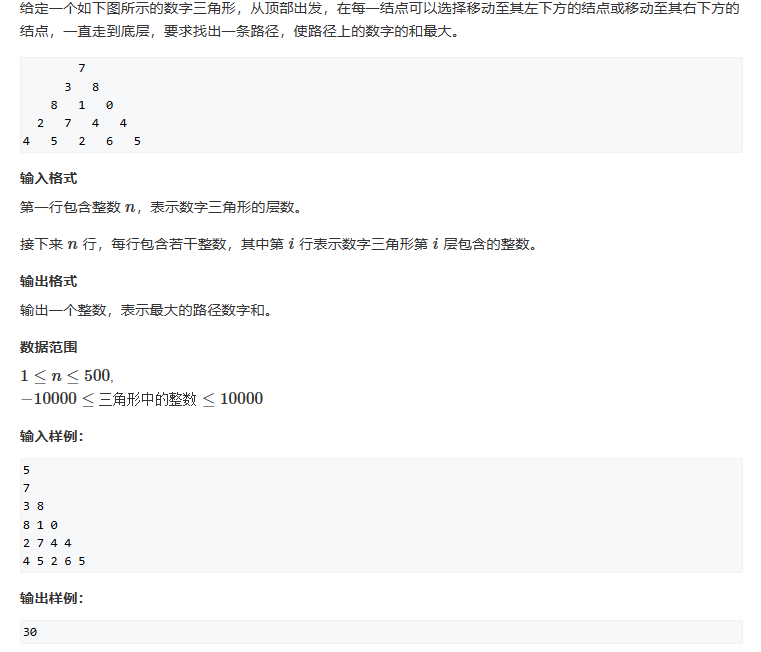 给定一个如下图所示的数字三角形，从顶部出发，在每一结点可以选择移动至其左下方的结点或移动至其右下方的
结点，一直走到底层，要求找出一条路径，使路径上的数字的和最大。
7
3 8
8 1 0
2 7 4 4
4 5 2 6 5
输入格式
第一行包含整数 n，表示数字三角形的层数。
接下来 n 行，每行包含若干整数，其中第 i 行表示数字三角形第 i 层包含的整数。
输出格式
输出一个整数，表示最大的路径数字和。
数据范围
1 ≤ n ≤ 500,
−10000 ≤ 三角形中的整数 ≤ 10000
输入样例：
5
7
3 8
8 1 0
2 7 4 4
4 5 2 6 5
输出样例：
30